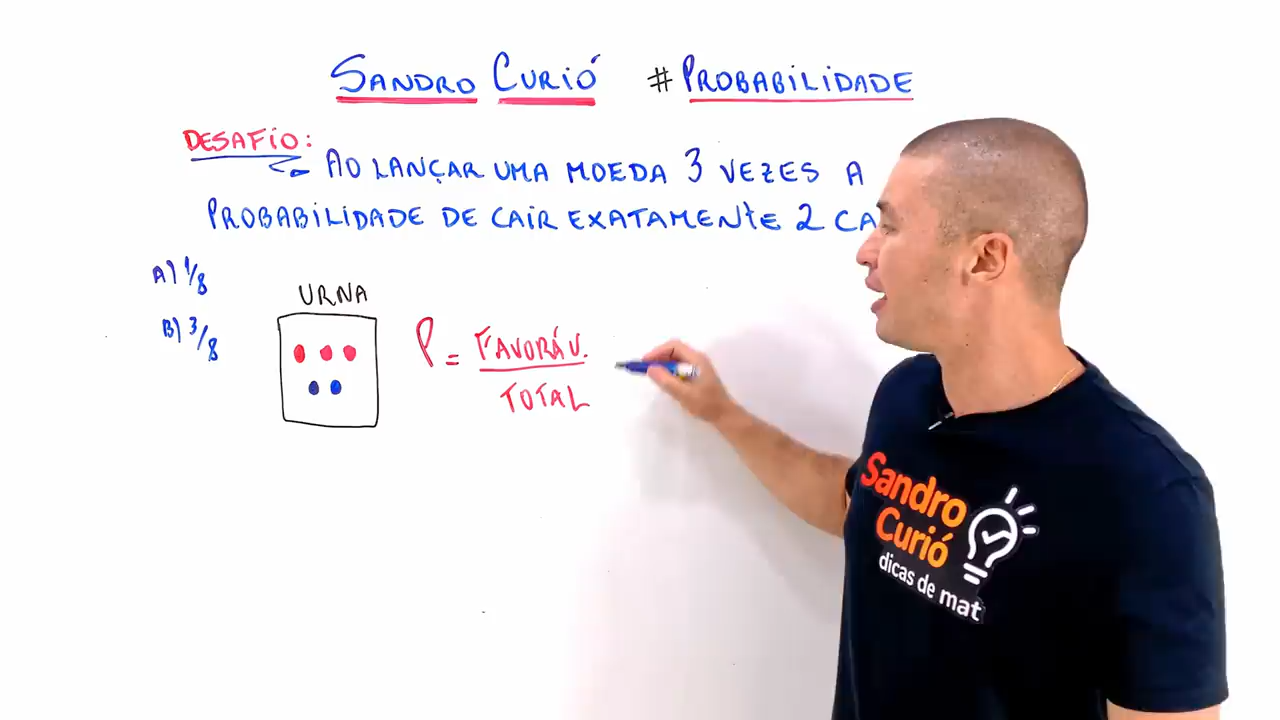 SANDRO CURIÓ #PROBABILIDADE
DESAFIO:
AO LANÇAR UMA MOEDA 3 VEZES A
PROBABILIDADE DE CAIR EXATAMENTE 2 CA
A) 1/8
URNA
B) 3/8
P = FAVORÁV.
TOTAL
Sandro
Curió
dicas de mat